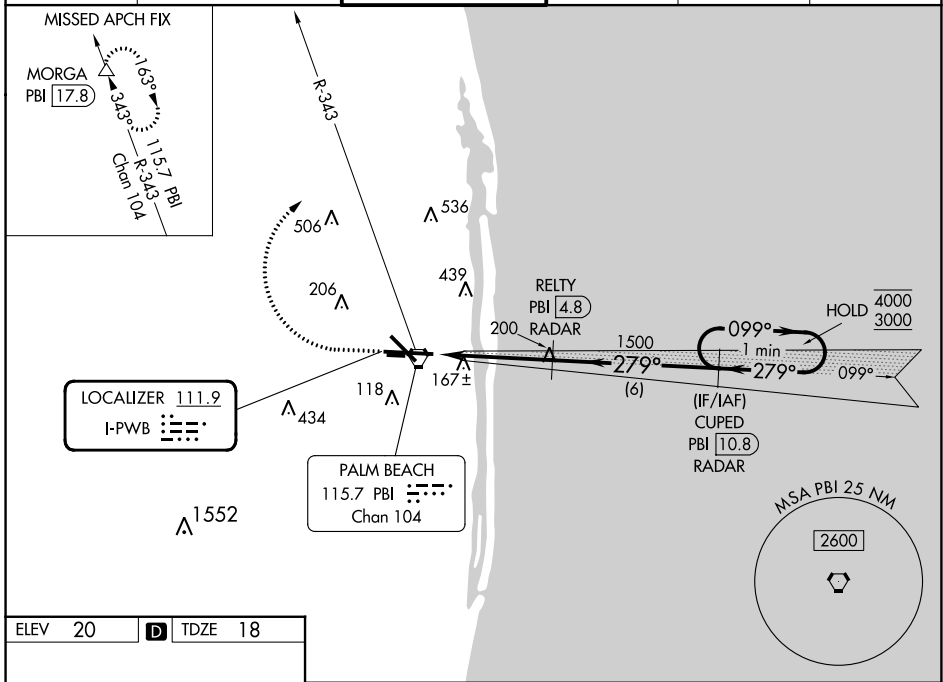 MISSED APCH FIX
MORGA
PBI 17.8
163°
343°
115.7 PBI
R-343
Chan 104
R-343
506
536
206
439
RELTY
PBI 4.8
RADAR
200
1500
279°
(6)
099°
1 min
279°
HOLD
4000
3000
099°
(IF/IAF)
CUPED
PBI 10.8
RADAR
167±
118
434
LOCALIZER 111.9
I-PWB
PALM BEACH
115.7 PBI
Chan 104
1552
MSA PBI 25 NM
2600
ELEV 20 D TDZE 18